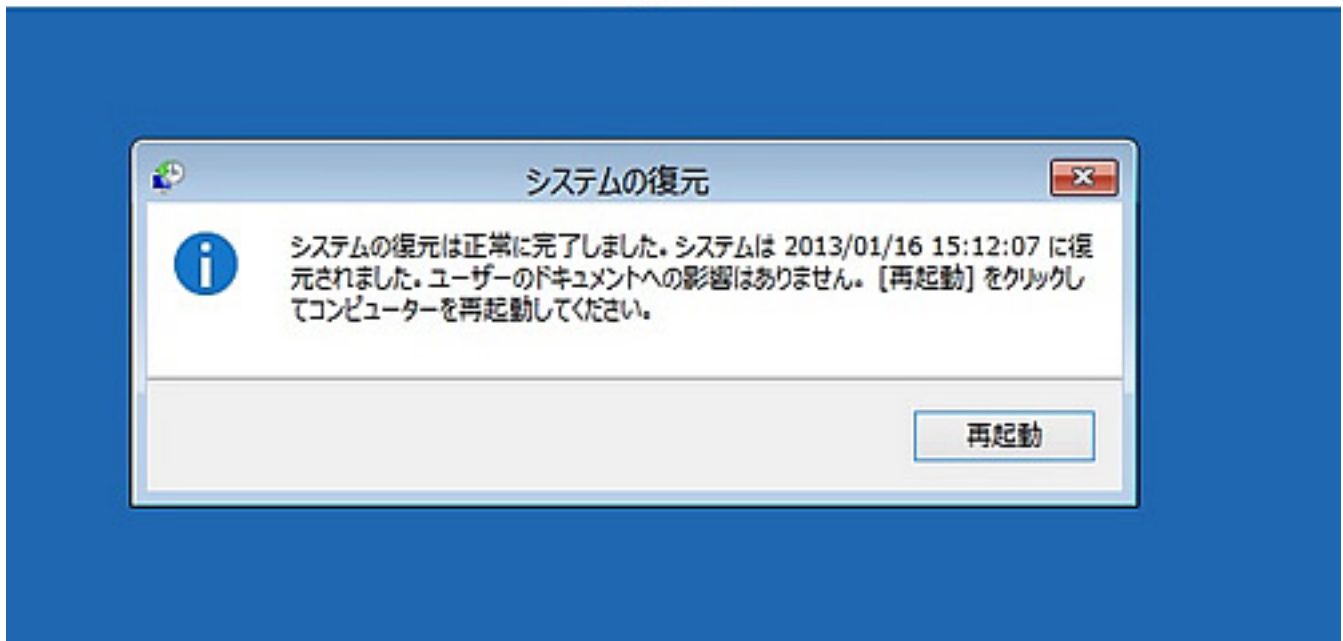 システムの復元
システムの復元は正常に完了しました。システムは 2013/01/16 15:12:07 に復
元されました。ユーザーのドキュメントへの影響はありません。 [再起動] をクリックし
てコンピューターを再起動してください。
再起動